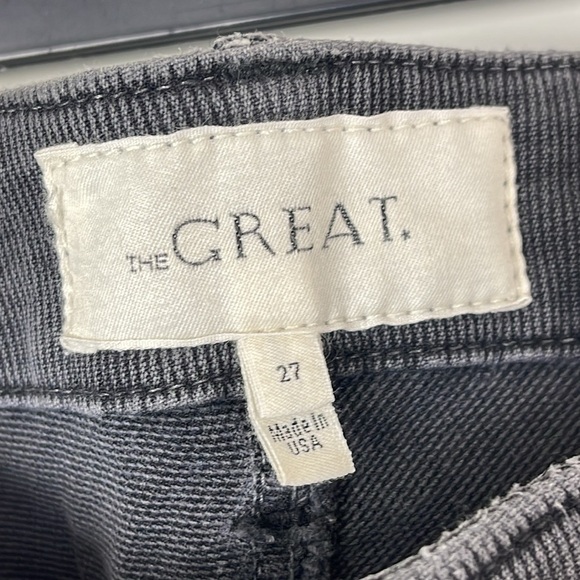 THE GREAT.
27
Made in
USA